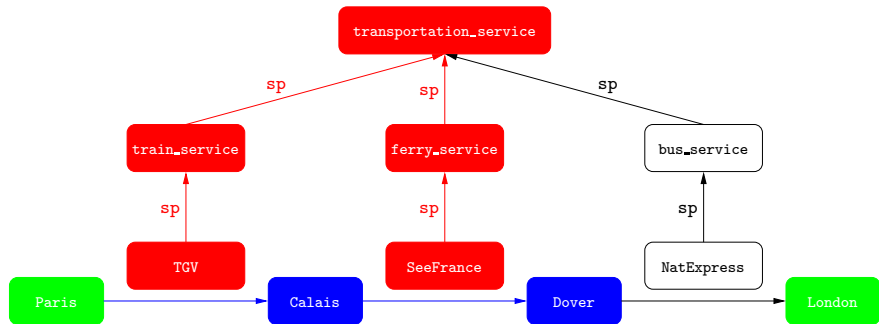 transportation_service
sp
sp
sp
train_service
ferry_service
bus_service
sp
sp
sp
TGV
SeeFrance
NatExpress
Paris
Calais
Dover
London